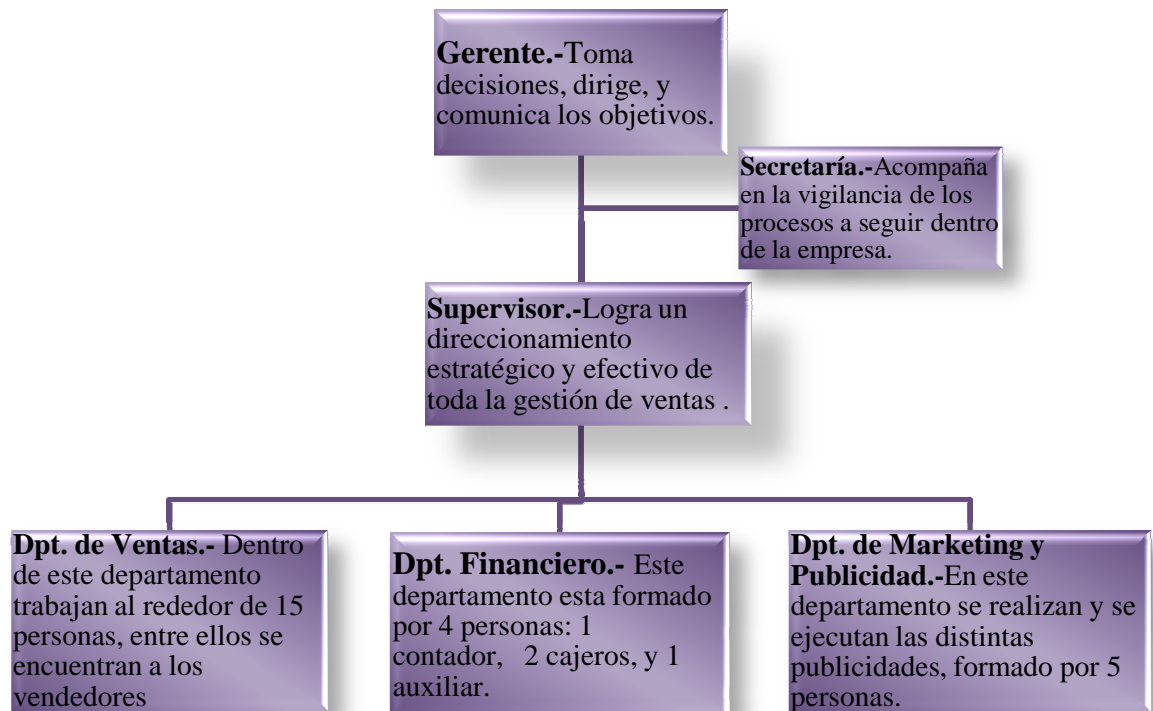 Gerente.-Toma
decisiones, dirige, y
comunica los objetivos.
Secretaría.-Acompaña
en la vigilancia de los
procesos a seguir dentro
de la empresa.
Supervisor.-Logra un
direccionamiento
estratégico y efectivo de
toda la gestión de ventas .
Dpt. de Ventas.- Dentro
de este departamento
trabajan al rededor de 15
personas, entre ellos se
encuentran a los
vendedores
Dpt. Financiero.- Este
departamento esta formado
por 4 personas: 1
contador, 2 cajeros, y 1
auxiliar.
Dpt. de Marketing y
Publicidad.-En este
departamento se realizan y se
ejecutan las distintas
publicidades, formado por 5
personas.